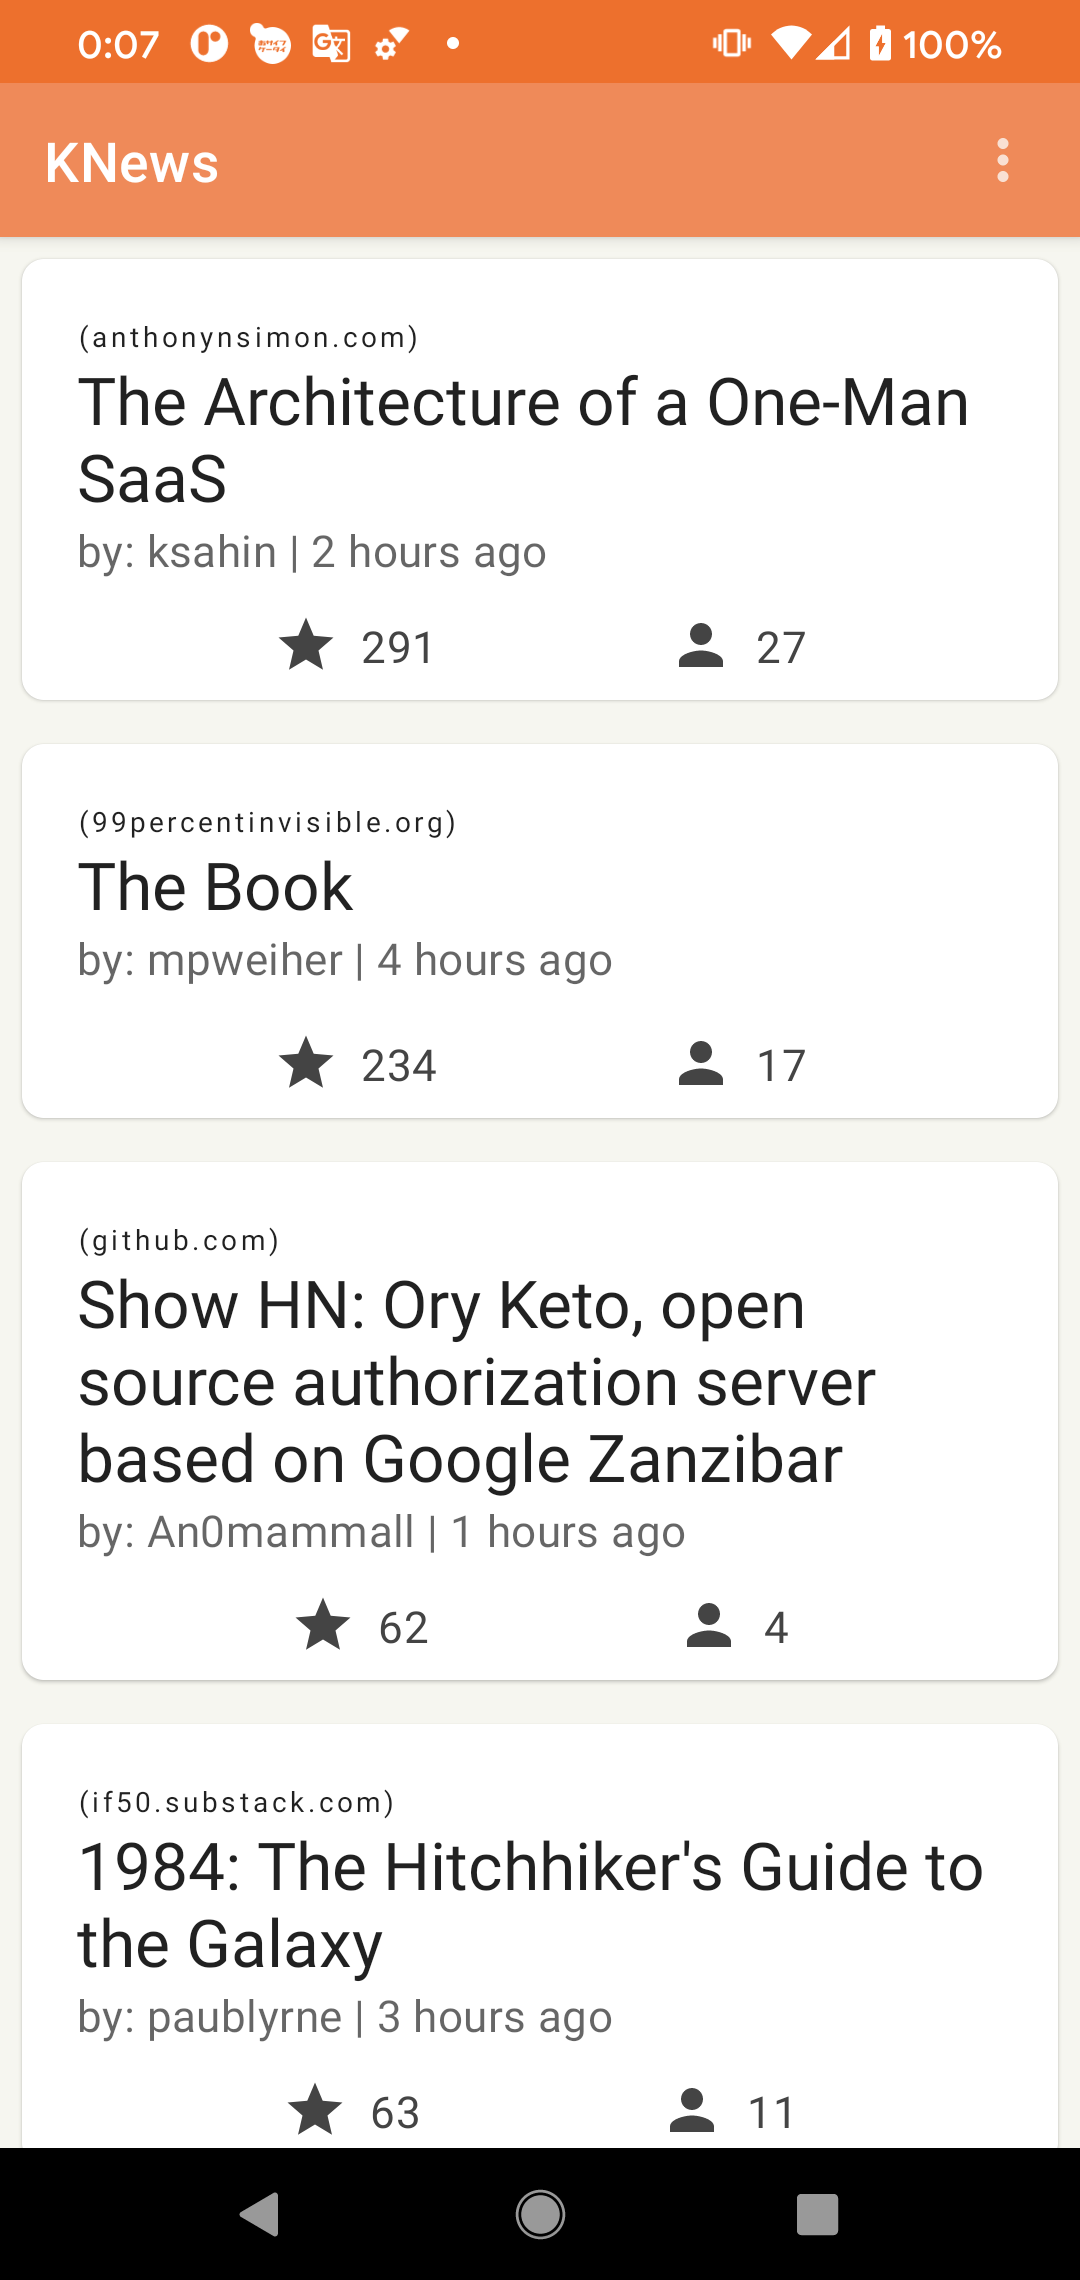 0:07
100%
KNews
(anthonynsimon.com)
The Architecture of a One-Man
SaaS
by: ksahin | 2 hours ago
291
27
(99percentinvisible.org)
The Book
by: mpweiher | 4 hours ago
234
17
(github.com)
Show HN: Ory Keto, open
source authorization server
based on Google Zanzibar
by: An0mammall | 1 hours ago
62
4
(if50.substack.com)
1984: The Hitchhiker's Guide to
the Galaxy
by: paublyrne | 3 hours ago
63
11